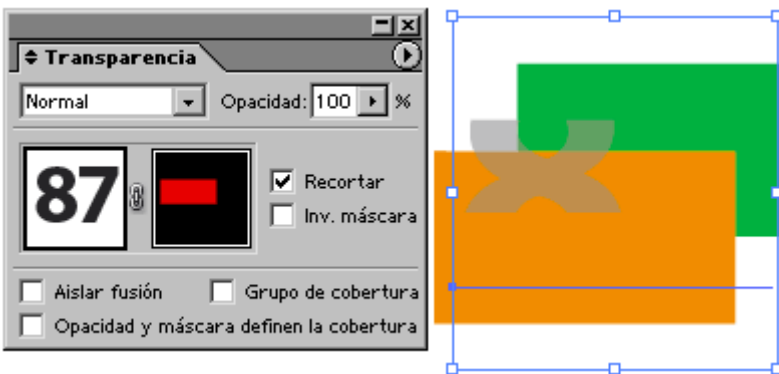 Transparencia
Normal Opacidad: 100 %
87
Recortar
Inv. máscara
Aislar fusión Grupo de cobertura
Opacidad y máscara definen la cobertura